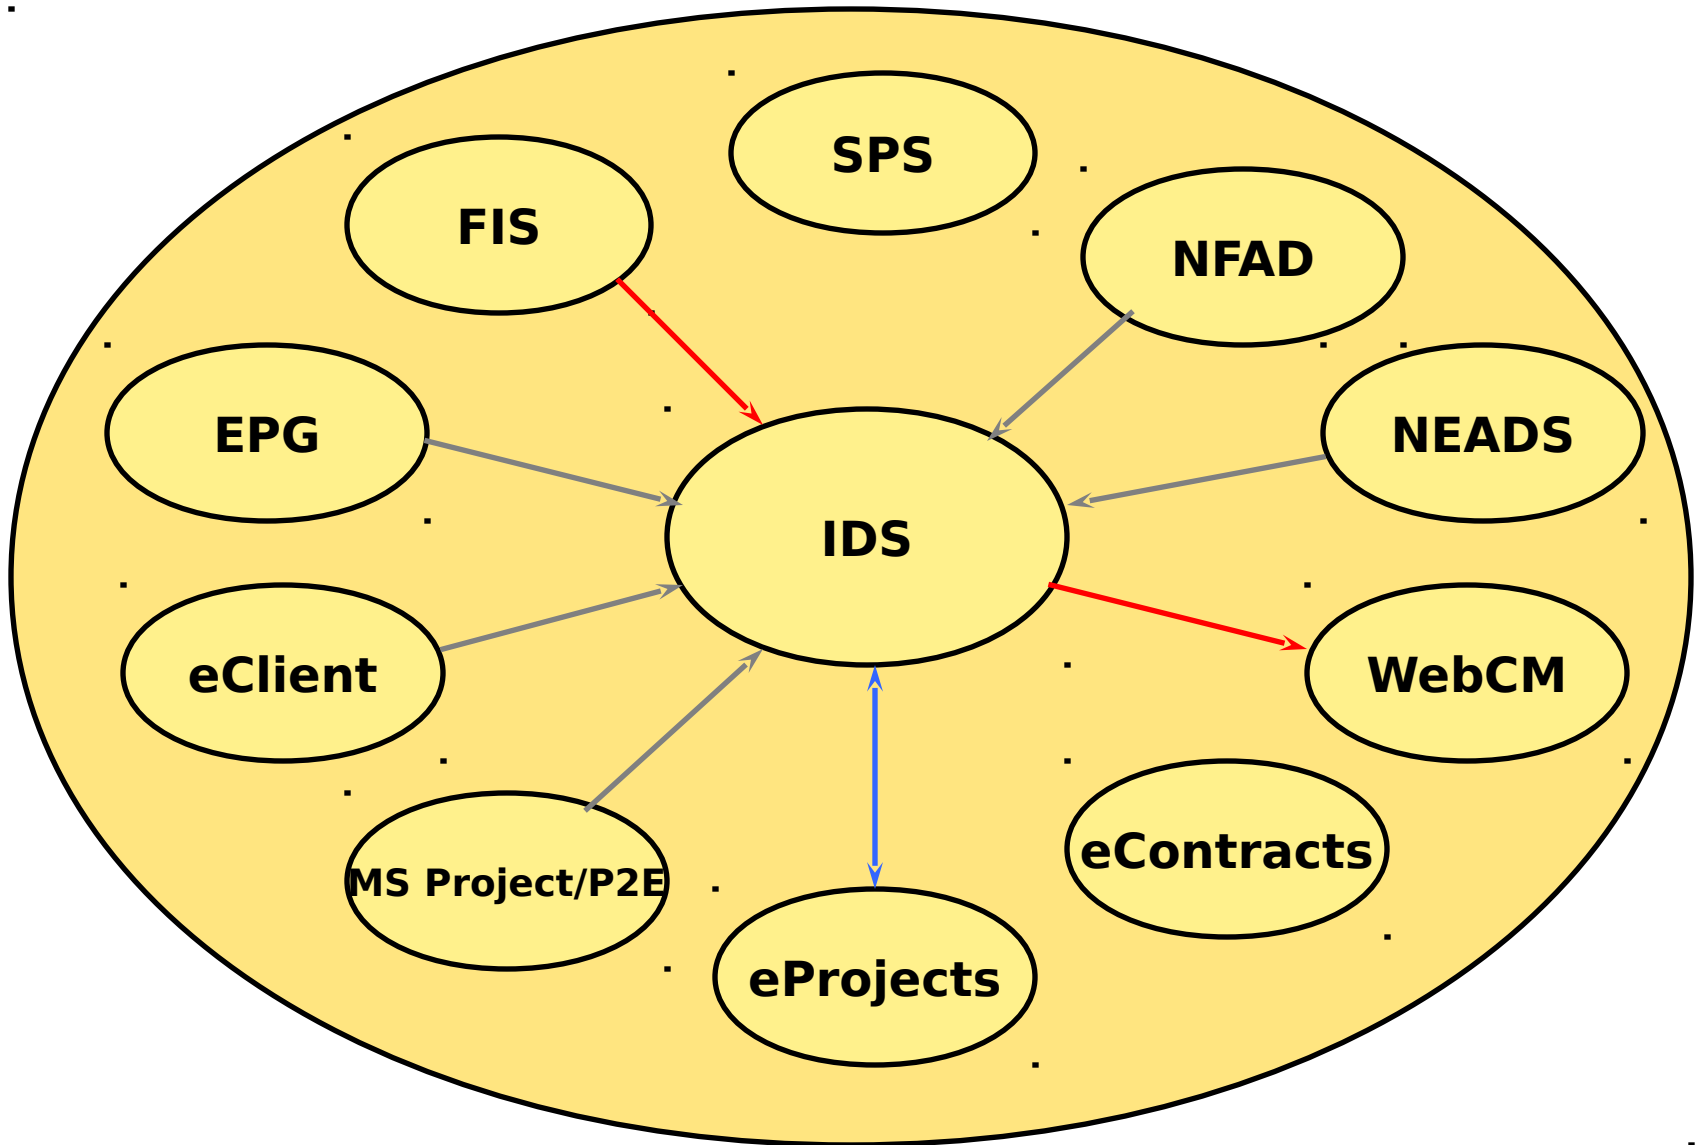 SPS
FIS
NFAD
EPG
NEADS
IDS
eClient
WebCM
eContracts
MS Project/P2E
eProjects